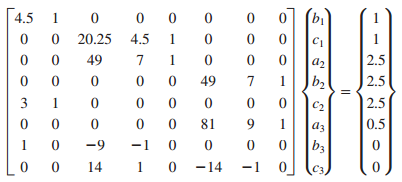 4.5 1 0 0 0 0 0 0 b₁ 1
0 0 20.25 4.5 1 0 0 0 c₁ 1
0 0 49 7 1 0 0 0 a₂ 2.5
0 0 0 0 0 49 7 1 b₂ = 2.5
3 1 0 0 0 0 0 0 c₂ 2.5
0 0 0 0 0 81 9 1 a₃ 0.5
1 0 −9 −1 0 0 0 0 b₃ 0
0 0 14 1 0 −14 −1 0 c₃ 0